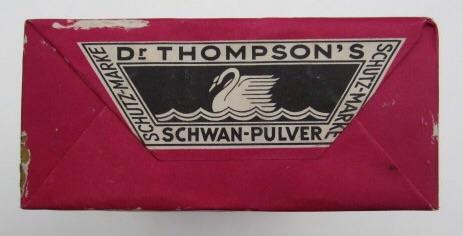 Dr THOMPSON'S
SCHUTZ-MARKE
SCHUTZ-MARKE
SCHWAN-PULVER